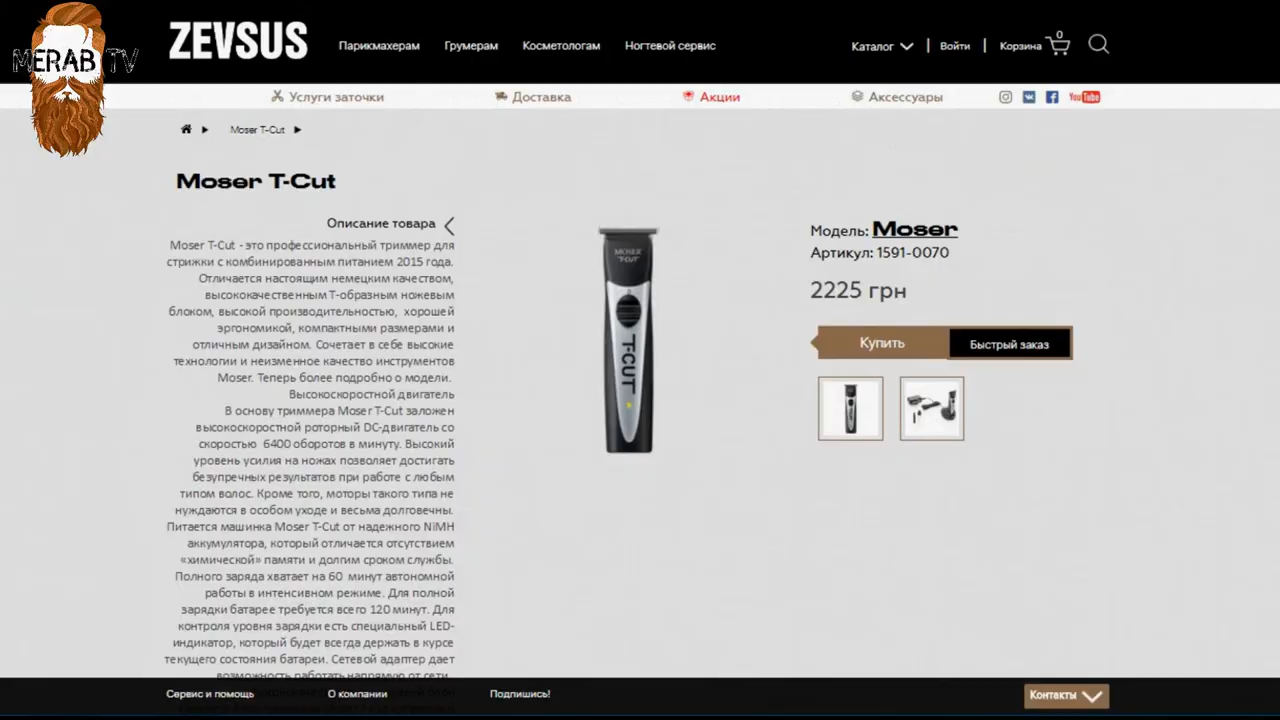 MERAB TV
ZEVSUS
Парикмахерам Грумерам Косметологам Ногтевой сервис
Каталог Войти Корзина 0
Услуги заточки Доставка Акции Аксессуары YouTube
Moser T-Cut
Moser T-Cut
Описание товара
Moser T-Cut - это профессиональный триммер для
стрижки с комбинированным питанием 2015 года.
Отличается настоящим немецким качеством,
высококачественным Т-образным ножевым
блоком, высокой производительностью, хорошей
эргономикой, компактными размерами и
отличным дизайном. Сочетает в себе высокие
технологии и неизменное качество инструментов
Moser. Теперь более подробно о модели.
Высокоскоростной двигатель
В основу триммера Moser T-Cut заложен
высокоскоростной роторный DC-двигатель со
скоростью 6400 оборотов в минуту. Высокий
уровень усилия на ножах позволяет достигать
безупречных результатов при работе с любым
типом волос. Кроме того, моторы такого типа не
нуждаются в особом уходе и весьма долговечны.
Питается машинка Moser T-Cut от надежного NiMH
аккумулятора, который отличается отсутствием
«химической» памяти и долгим сроком службы.
Полного заряда хватает на 60 минут автономной
работы в интенсивном режиме. Для полной
зарядки батарее требуется всего 120 минут. Для
контроля уровня зарядки есть специальный LED-
индикатор, который будет всегда держать в курсе
текущего состояния батареи. Сетевой адаптер дает
возможность работать напрямую от сети
MOSER
T-CUT
T-CUT
Модель: Moser
Артикул: 1591-0070
2225 грн
Купить Быстрый заказ
Сервис и помощь О компании Подпишись! Контакты